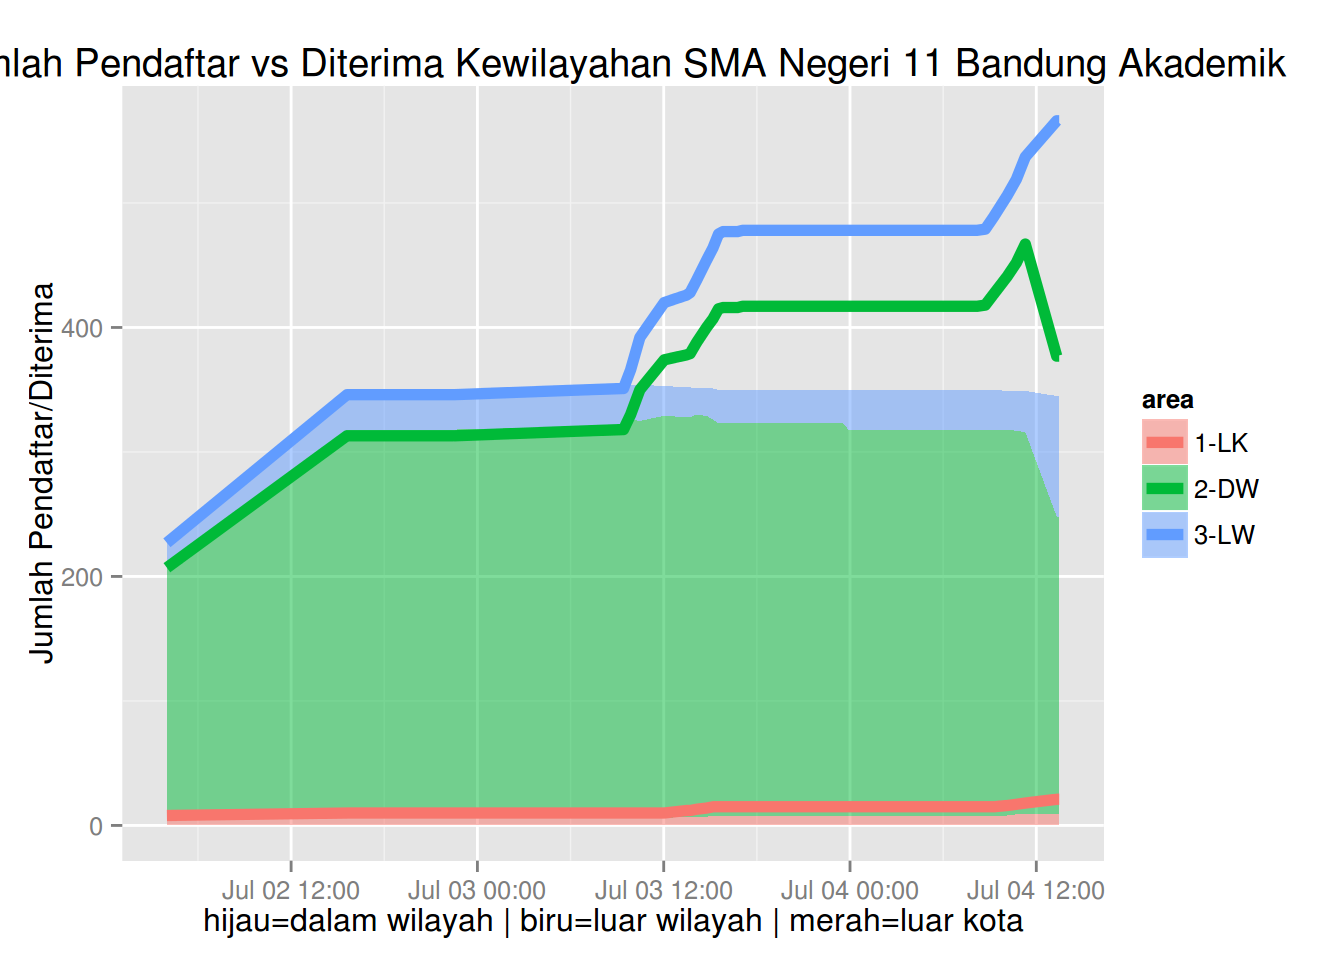 Pendaftar vs Diterima Kewilayahan SMA Negeri 11 Bandung Akademik
Jumlah Pendaftar/Diterima
400
200
0
Jul 02 12:00
Jul 03 00:00
Jul 03 12:00
Jul 04 00:00
Jul 04 12:00
hijau=dalam wilayah | biru=luar wilayah | merah=luar kota
area
1-LK
2-DW
3-LW